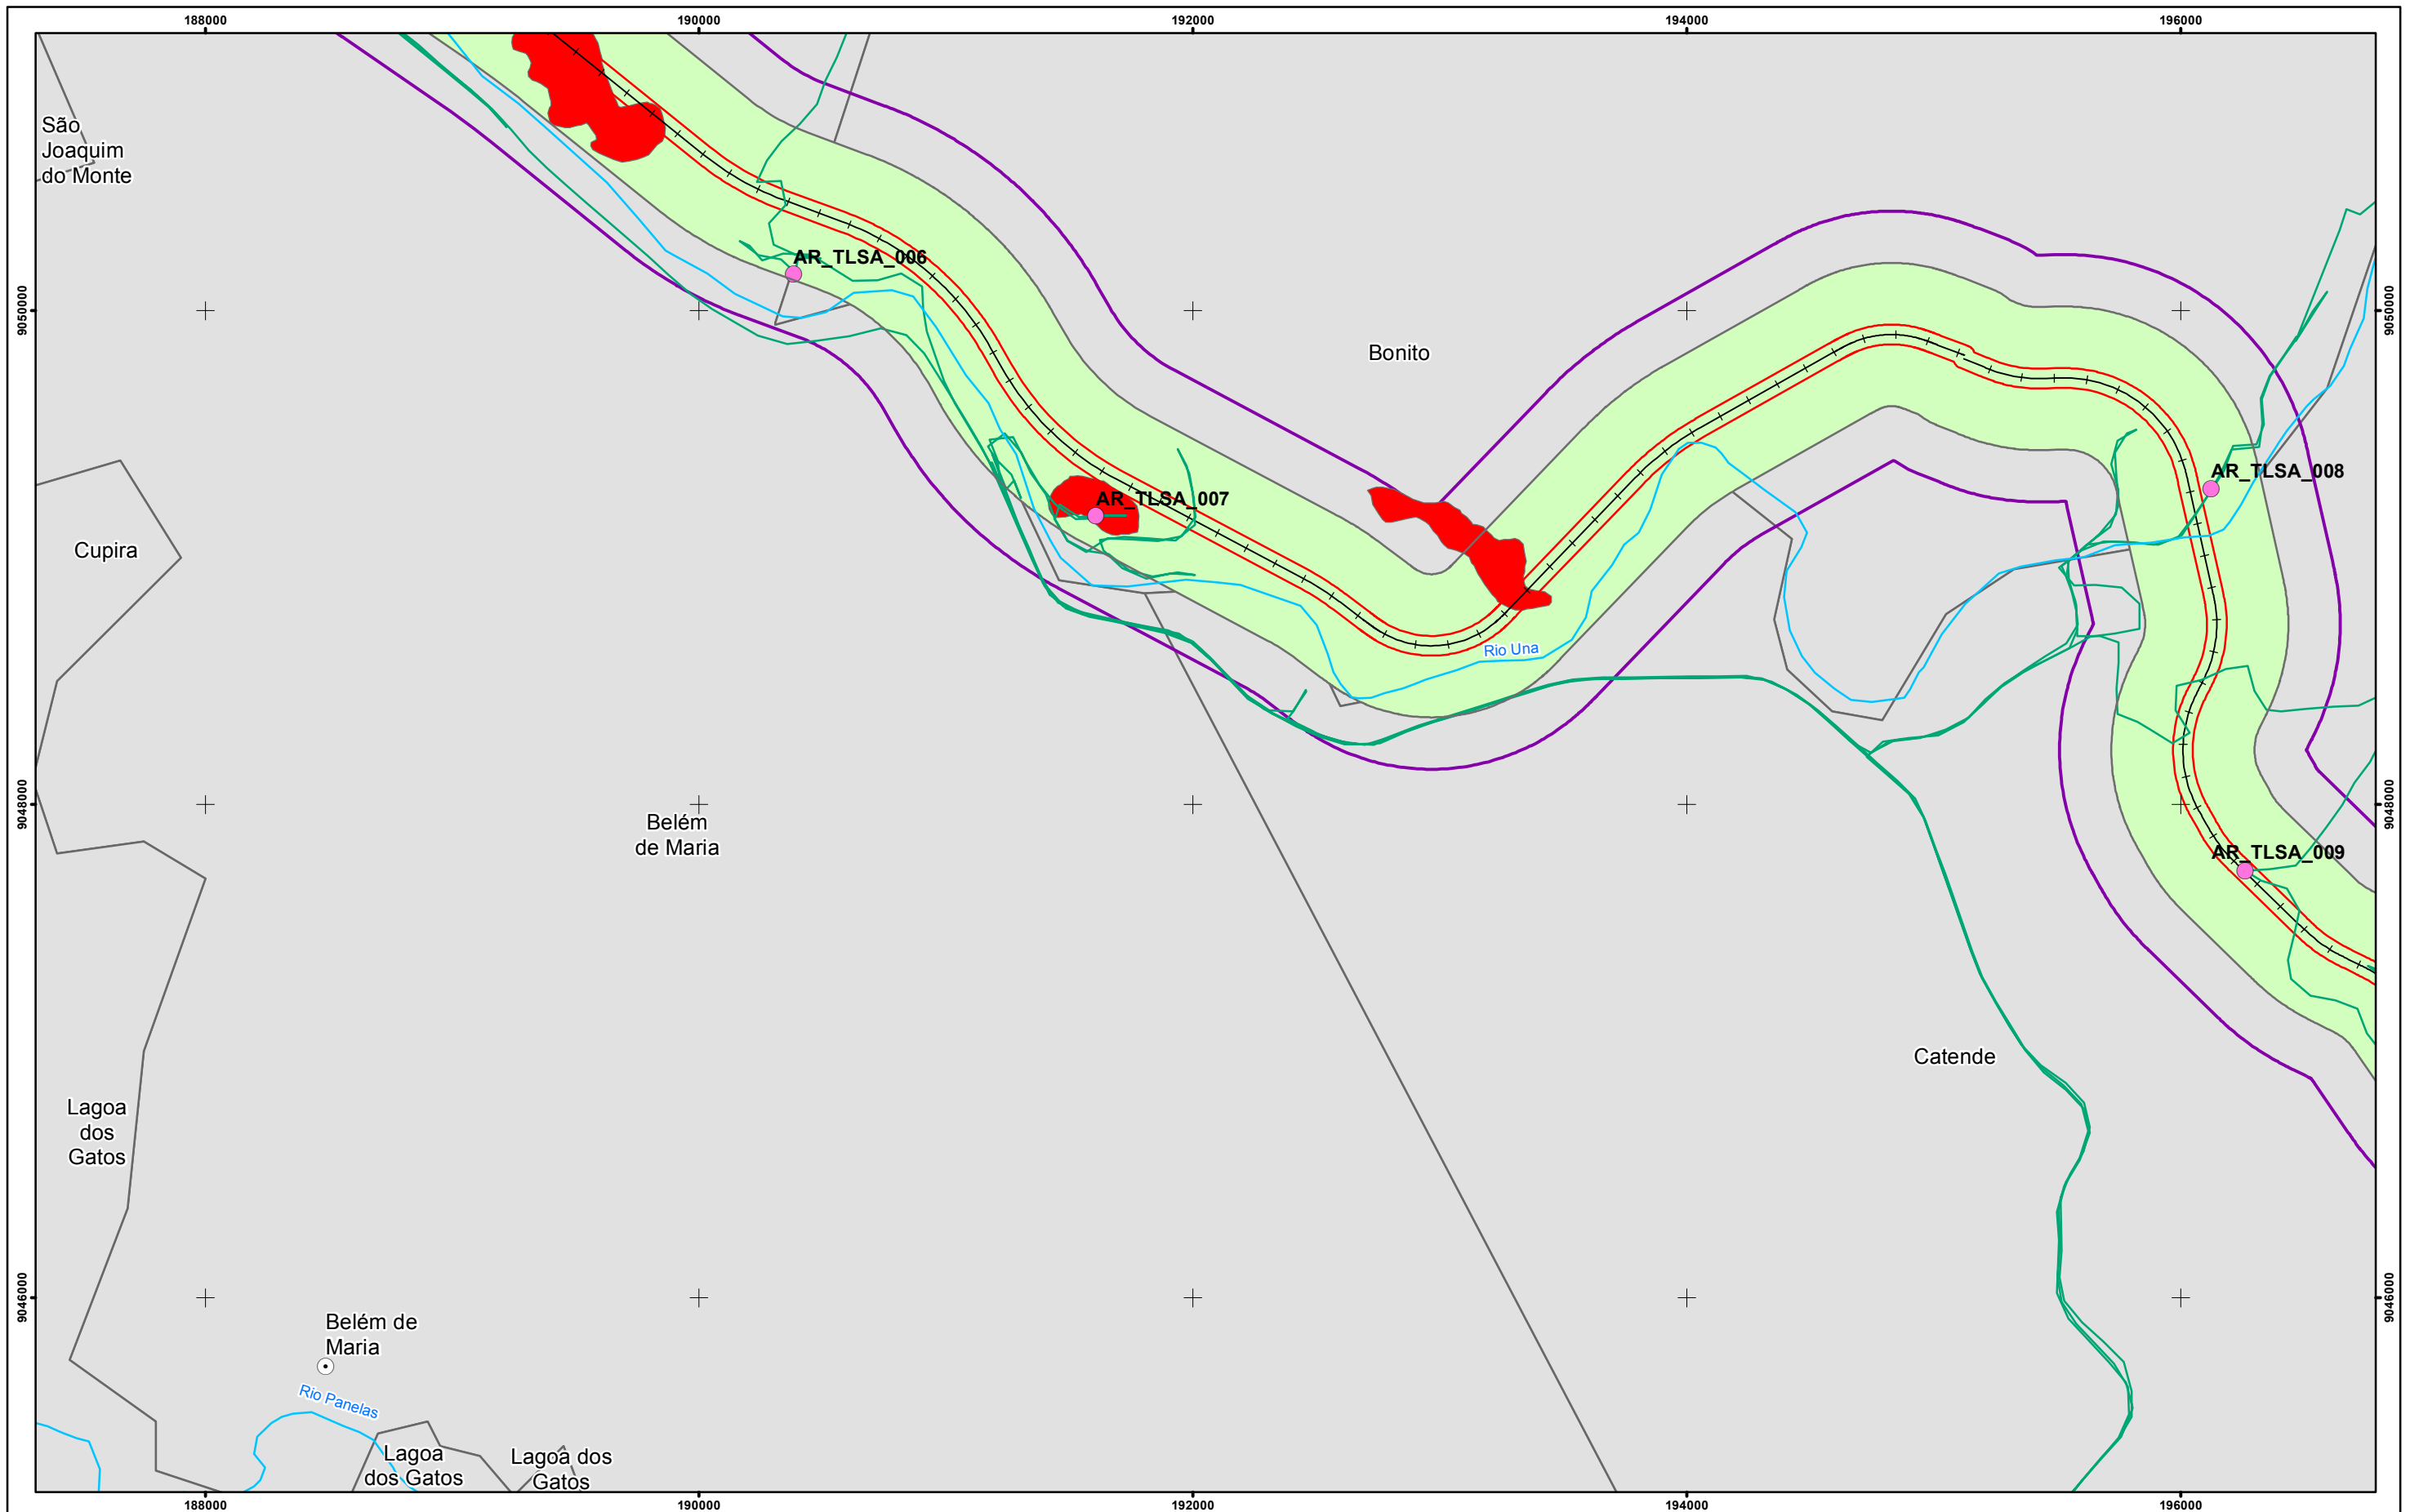 188000
190000
192000
194000
196000
São
Joaquim
do Monte
AR_TLSA_006
9050000
9050000
Bonito
AR_TLSA_008
AR_TLSA_007
Cupira
Rio Una
9048000
9048000
Belém
de Maria
AR_TLSA_009
Catende
Lagoa
dos
Gatos
9046000
9046000
Belém de
Maria
Rio Panelas
Lagoa
dos Gatos
Lagoa dos
Gatos
188000
190000
192000
194000
196000